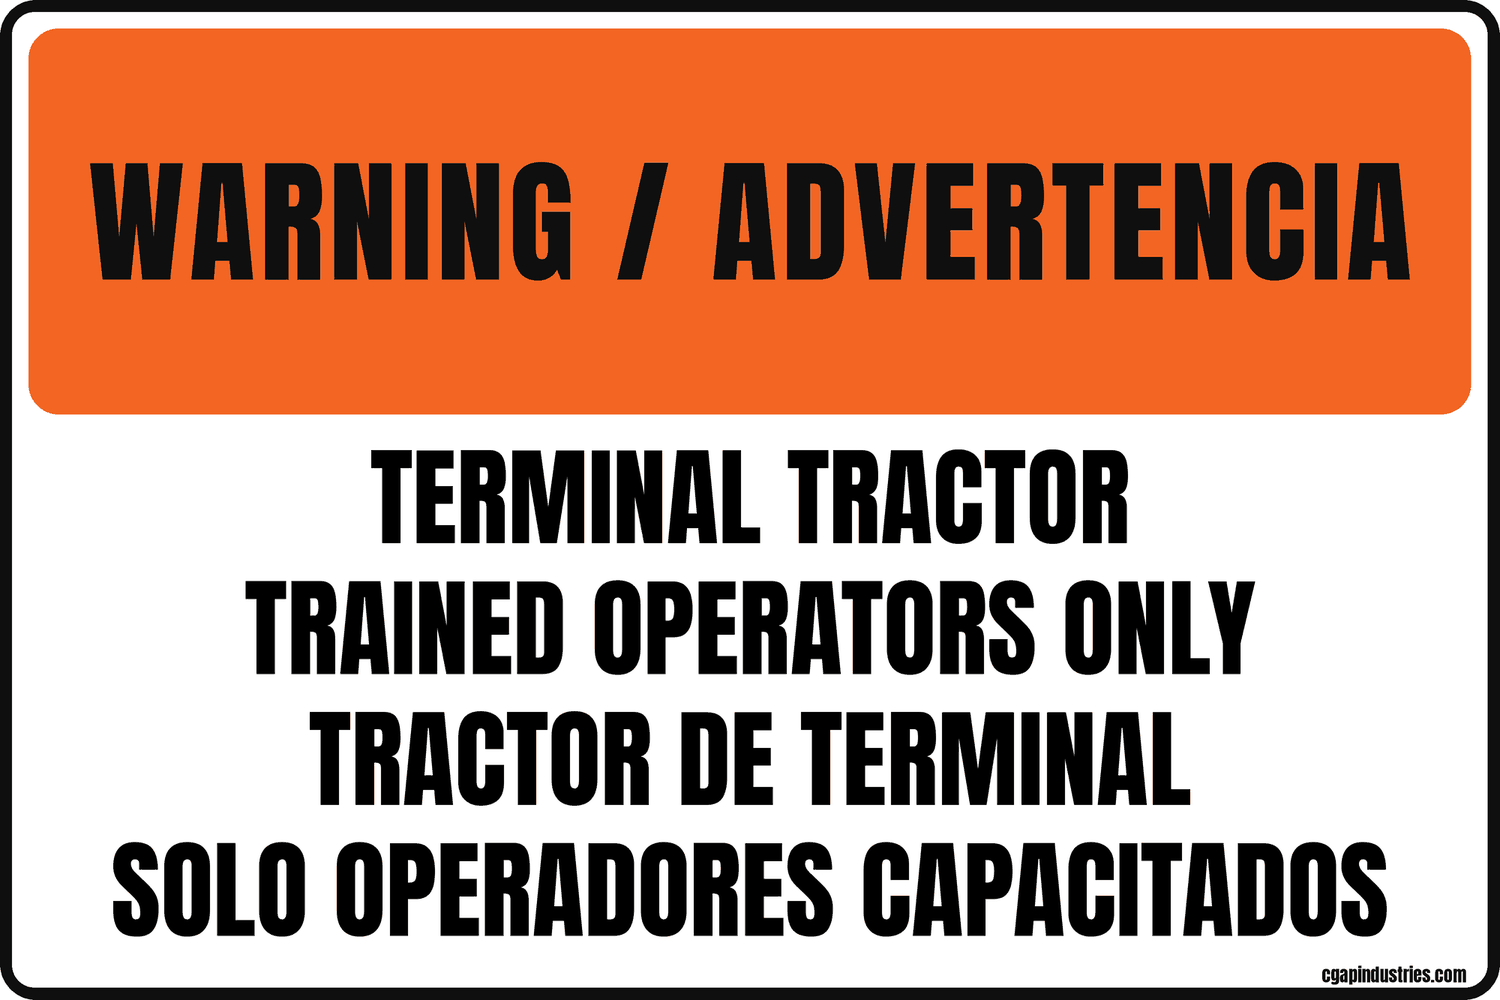 WARNING / ADVERTENCIA
TERMINAL TRACTOR
TRAINED OPERATORS ONLY
TRACTOR DE TERMINAL
SOLO OPERADORES CAPACITADOS
cgapindustries.com